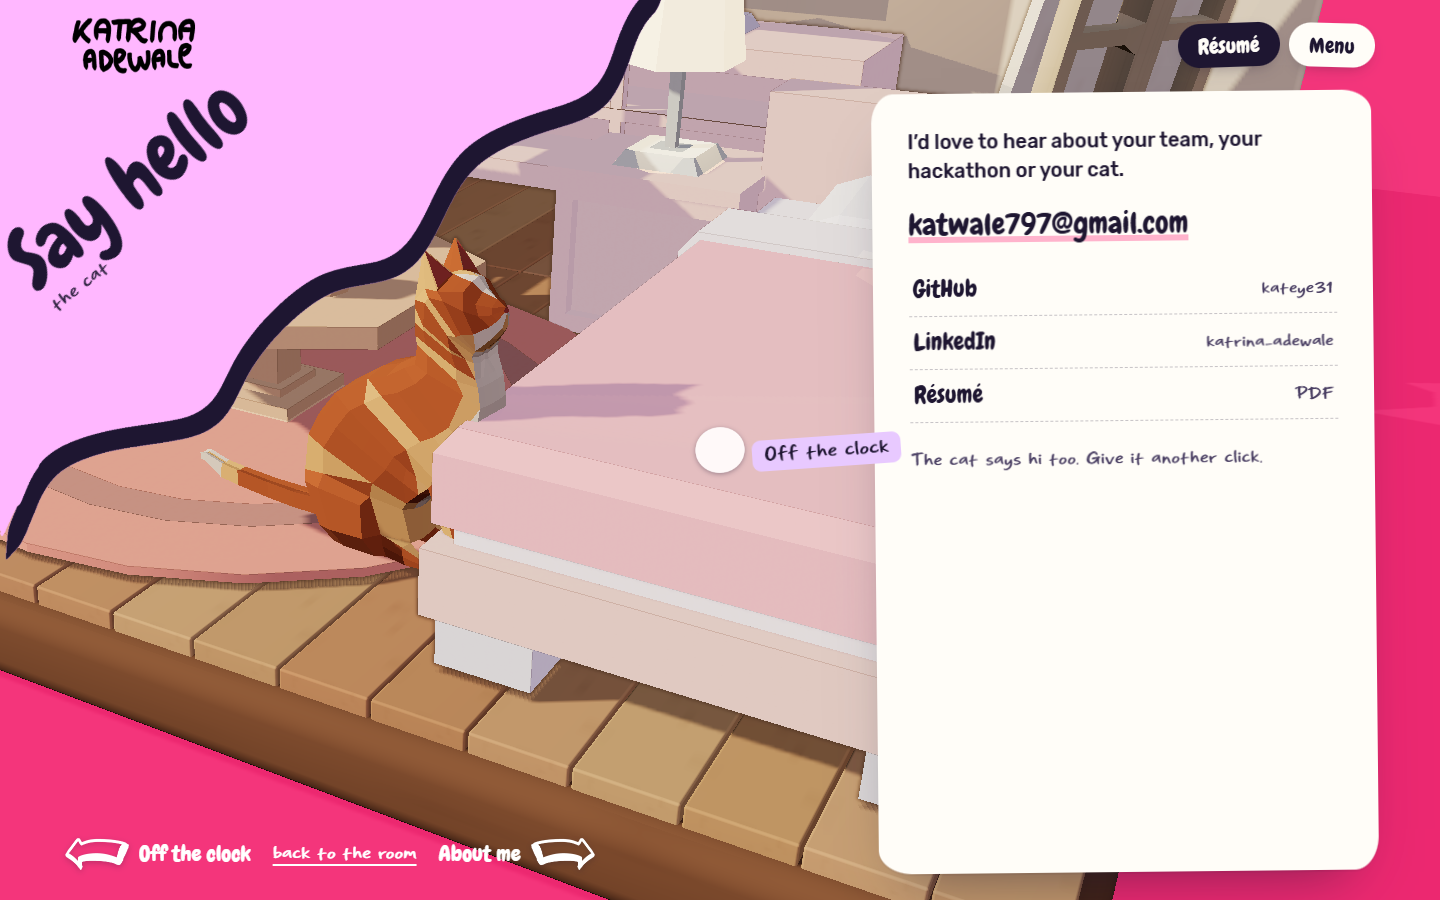 KATRINA
ADEWALE
Résumé
Menu
Say hello
the cat
I'd love to hear about your team, your
hackathon or your cat.
katwale797@gmail.com
GitHub
kateye31
LinkedIn
katrina_adewale
Résumé
PDF
Off the clock
The cat says hi too. Give it another click.
Off the clock
back to the room
About me